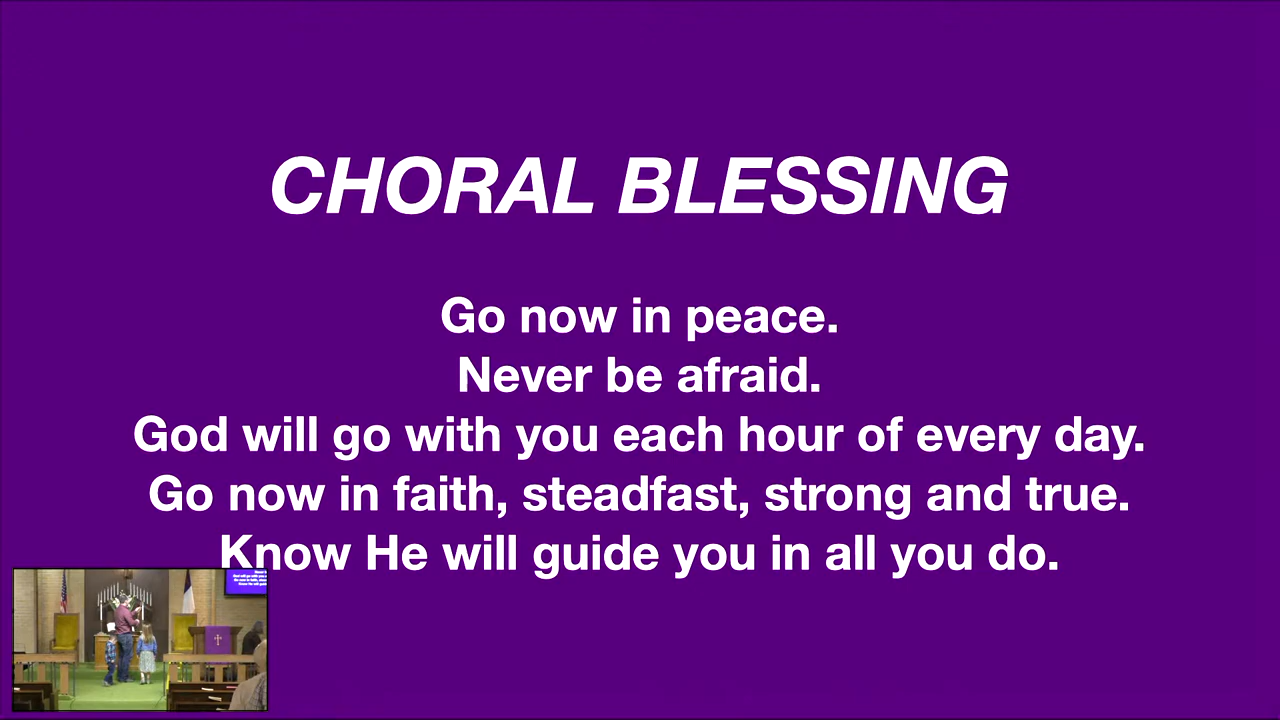 CHORAL BLESSING
Go now in peace.
Never be afraid.
God will go with you each hour of every day.
Go now in faith, steadfast, strong and true.
Know He will guide you in all you do.